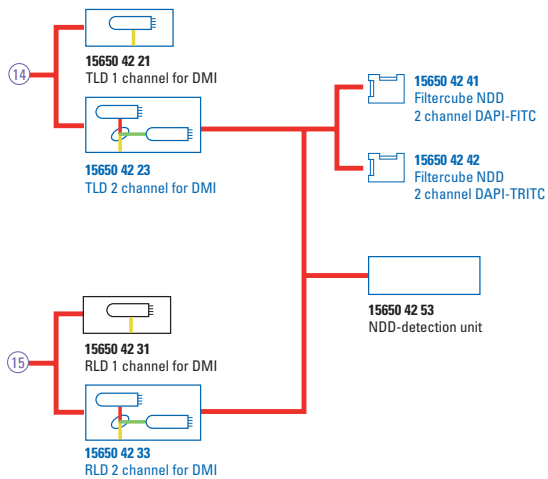 14
15650 42 21
TLD 1 channel for DMI
15650 42 23
TLD 2 channel for DMI
15650 42 41
Filtercube NDD
2 channel DAPI-FITC
15650 42 42
Filtercube NDD
2 channel DAPI-TRITC
15650 42 53
NDD-detection unit
15
15650 42 31
RLD 1 channel for DMI
15650 42 33
RLD 2 channel for DMI